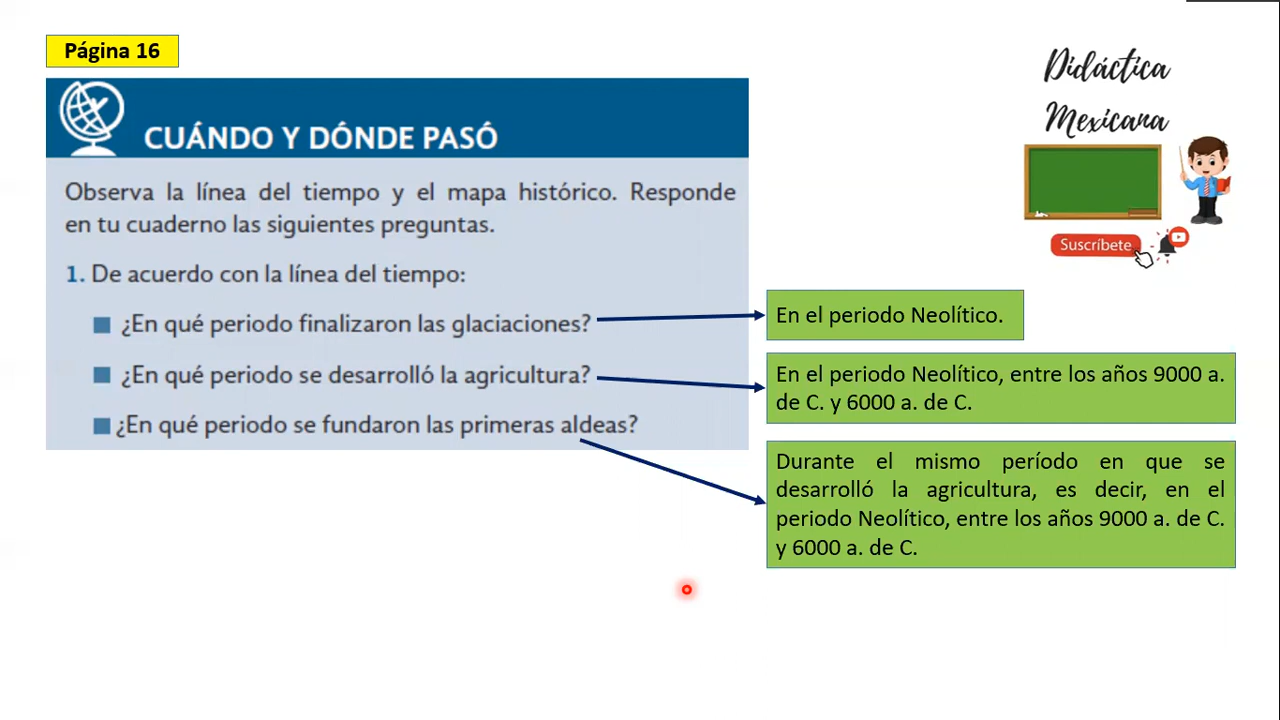 Página 16
Didáctica
Mexicana
CUÁNDO Y DÓNDE PASÓ
Observa la línea del tiempo y el mapa histórico. Responde
en tu cuaderno las siguientes preguntas.
1. De acuerdo con la línea del tiempo:
¿En qué periodo finalizaron las glaciaciones?
¿En qué periodo se desarrolló la agricultura?
¿En qué periodo se fundaron las primeras aldeas?
Suscríbete
En el periodo Neolítico.
En el periodo Neolítico, entre los años 9000 a.
de C. y 6000 a. de C.
Durante el mismo período en que se
desarrolló la agricultura, es decir, en el
periodo Neolítico, entre los años 9000 a. de C.
y 6000 a. de C.